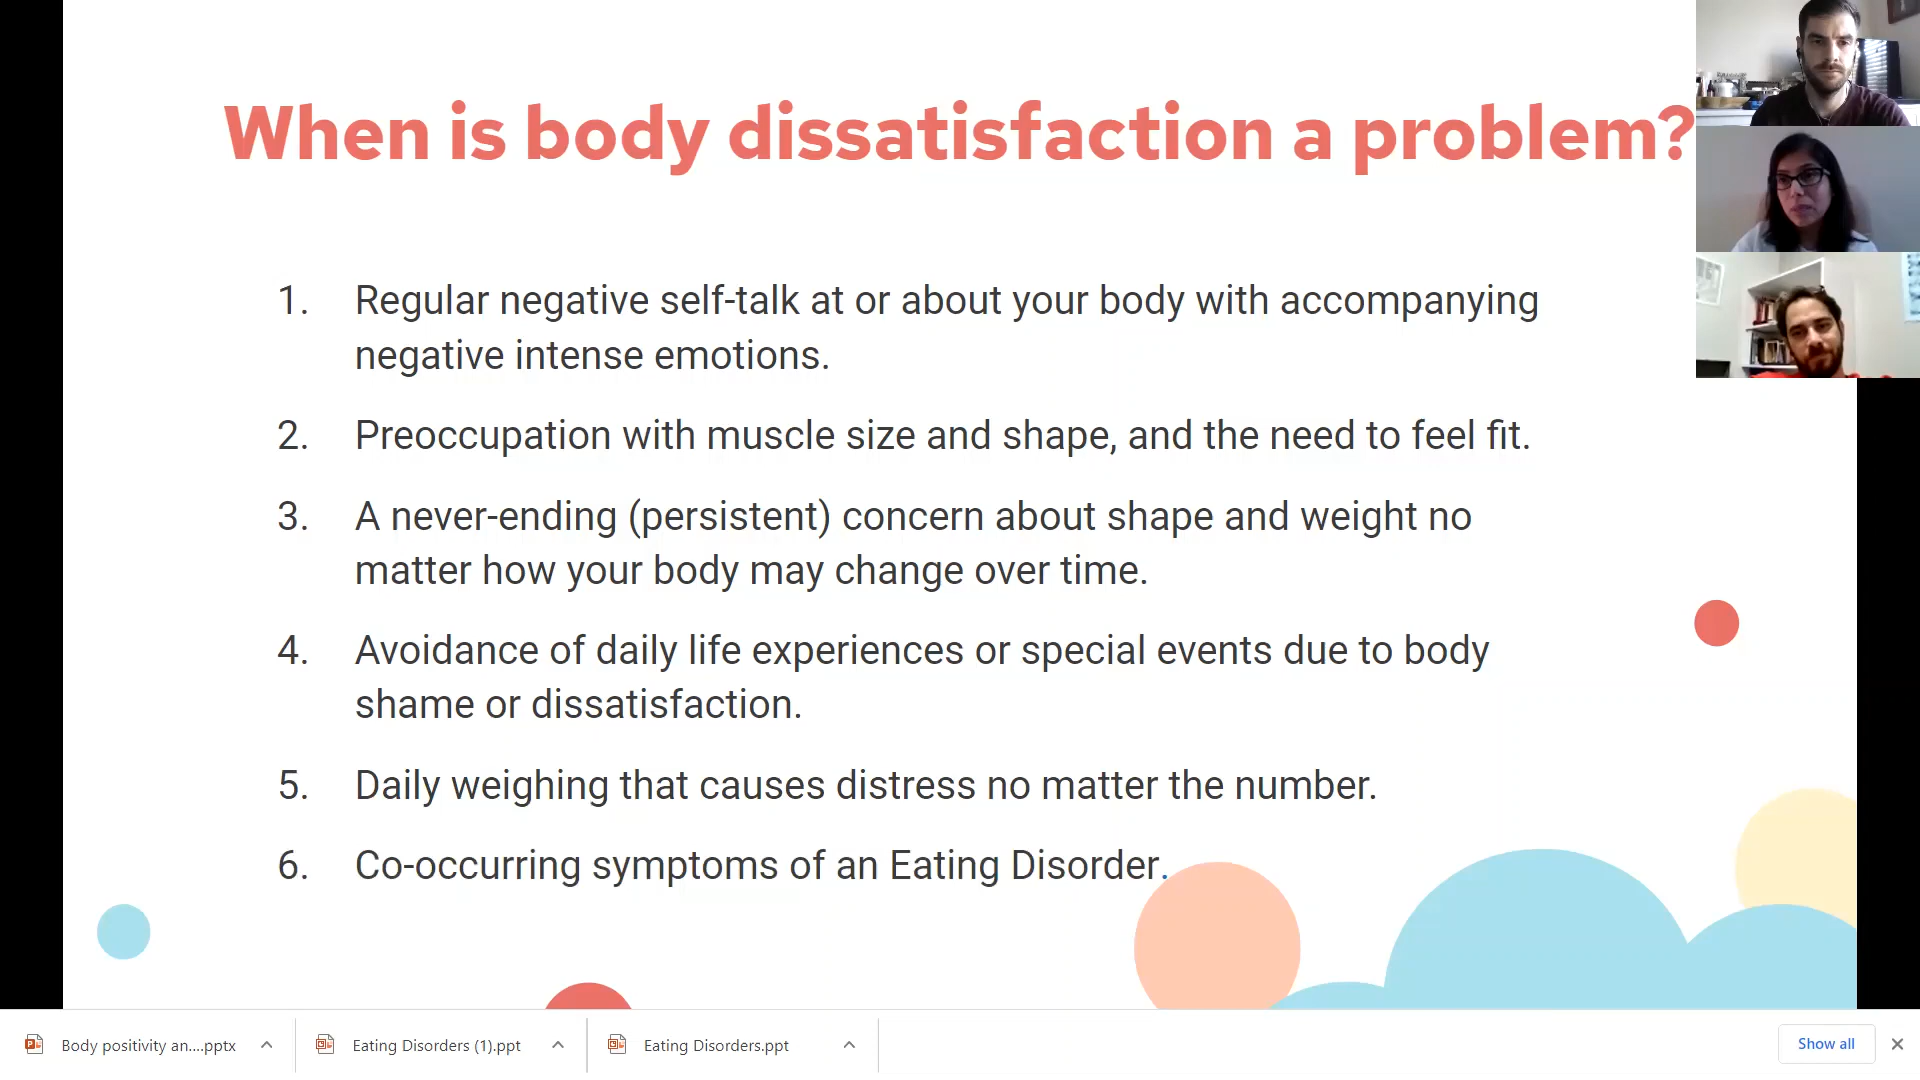 When is body dissatisfaction a problem?
1. Regular negative self-talk at or about your body with accompanying
negative intense emotions.
2. Preoccupation with muscle size and shape, and the need to feel fit.
3. A never-ending (persistent) concern about shape and weight no
matter how your body may change over time.
4. Avoidance of daily life experiences or special events due to body
shame or dissatisfaction.
5. Daily weighing that causes distress no matter the number.
6. Co-occurring symptoms of an Eating Disorder.
Body positivity an....pptx
Eating Disorders (1).ppt
Eating Disorders.ppt
Show all